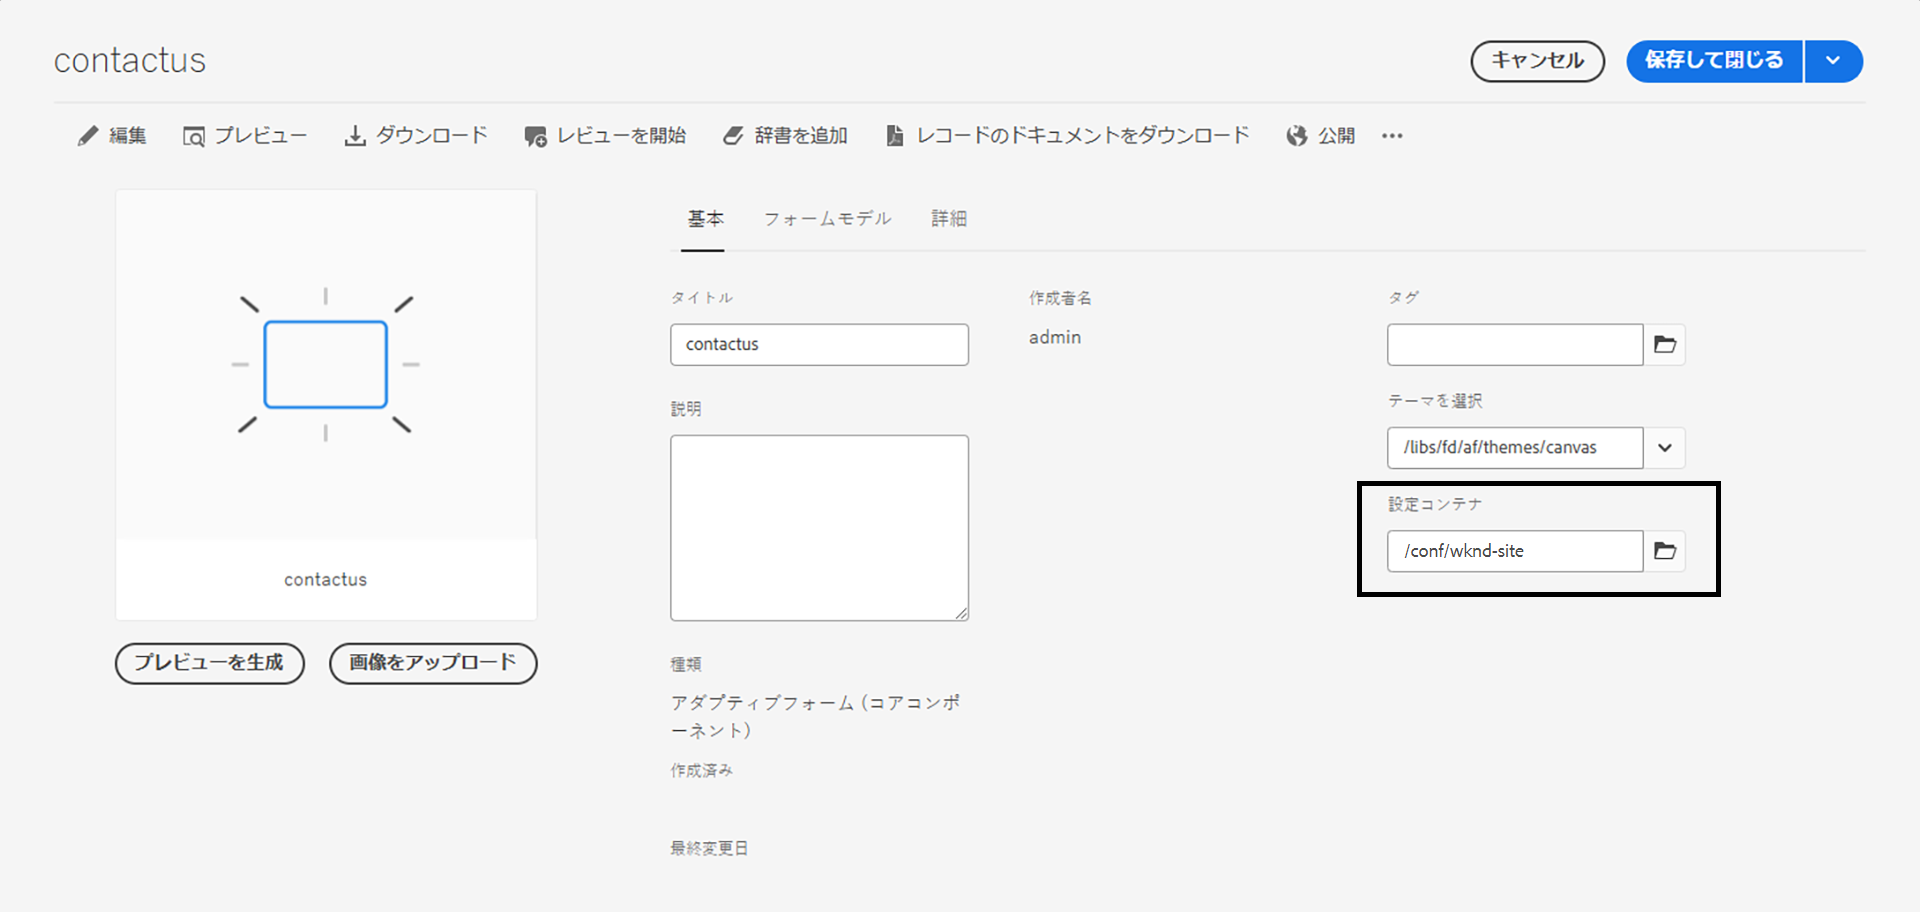 contactus
キャンセル
保存して閉じる
編集 プレビュー ダウンロード レビューを開始 辞書を追加 レコードのドキュメントをダウンロード 公開
contactus
プレビューを生成 画像をアップロード
基本 フォームモデル 詳細
タイトル
contactus
説明
種類
アダプティブフォーム (コアコンポ
ーネント)
作成済み
最終変更日
作成者名
admin
タグ
テーマを選択
/libs/fd/af/themes/canvas
設定コンテナ
/conf/wknd-site